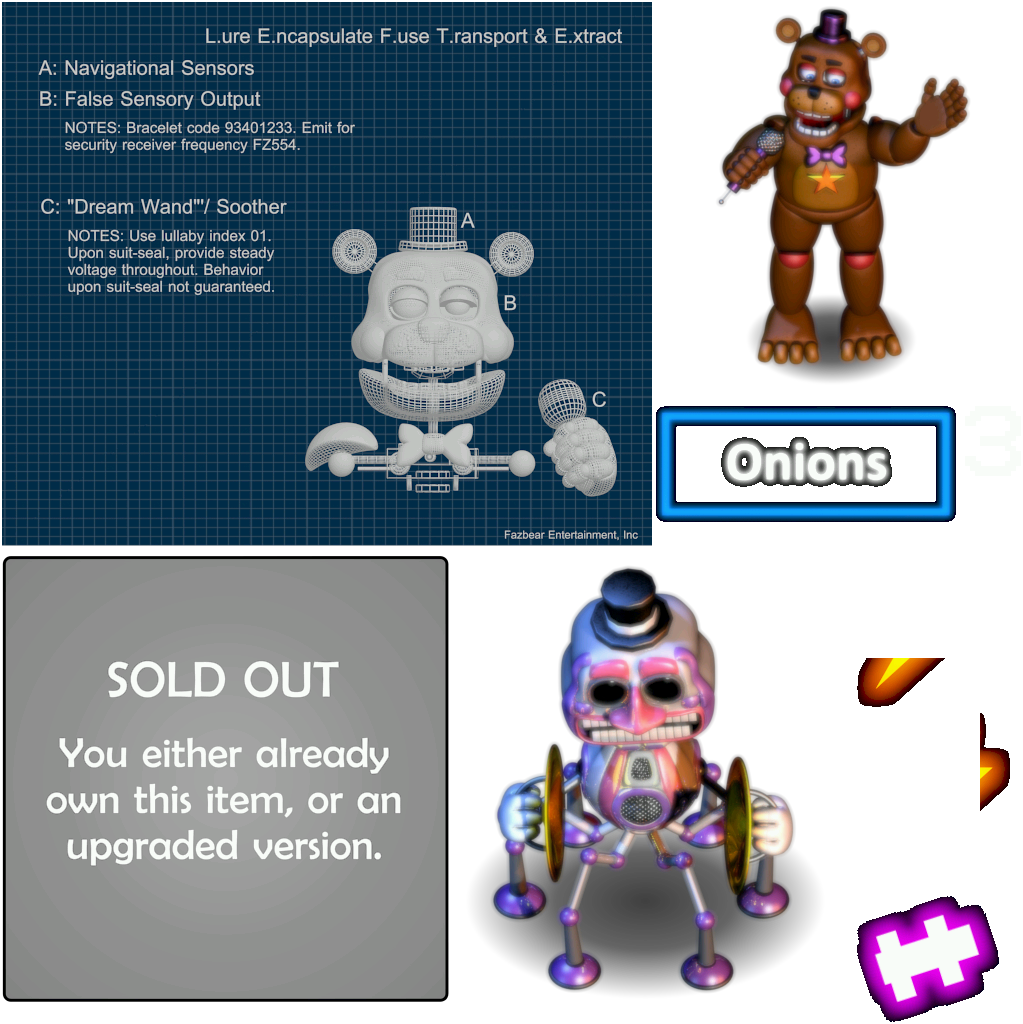 L.ure E.ncapsulate F.use T.ransport & E.xtract
A: Navigational Sensors
B: False Sensory Output
NOTES: Bracelet code 93401233. Emit for
security receiver frequency FZ554.
C: "Dream Wand"'/ Soother
NOTES: Use lullaby index 01.
Upon suit-seal, provide steady
voltage throughout. Behavior
upon suit-seal not guaranteed.
A
B
C
Fazbear Entertainment, Inc
Onions
3
SOLD OUT
You either already
own this item, or an
upgraded version.